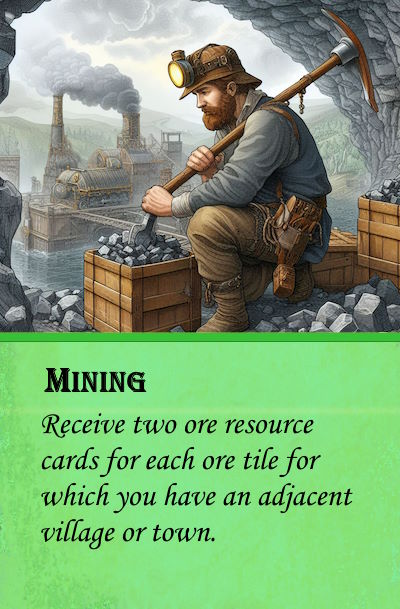 Mining
Receive two ore resource
cards for each ore tile for
which you have an adjacent
village or town.